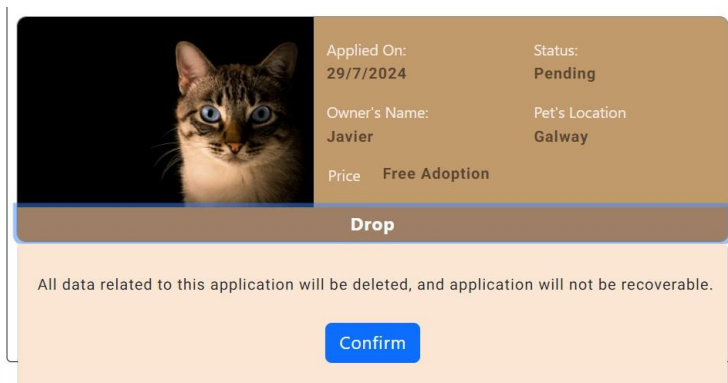 Applied On:
29/7/2024
Status:
Pending
Owner's Name:
Javier
Pet's Location
Galway
Price Free Adoption
Drop
All data related to this application will be deleted, and application will not be recoverable.
Confirm